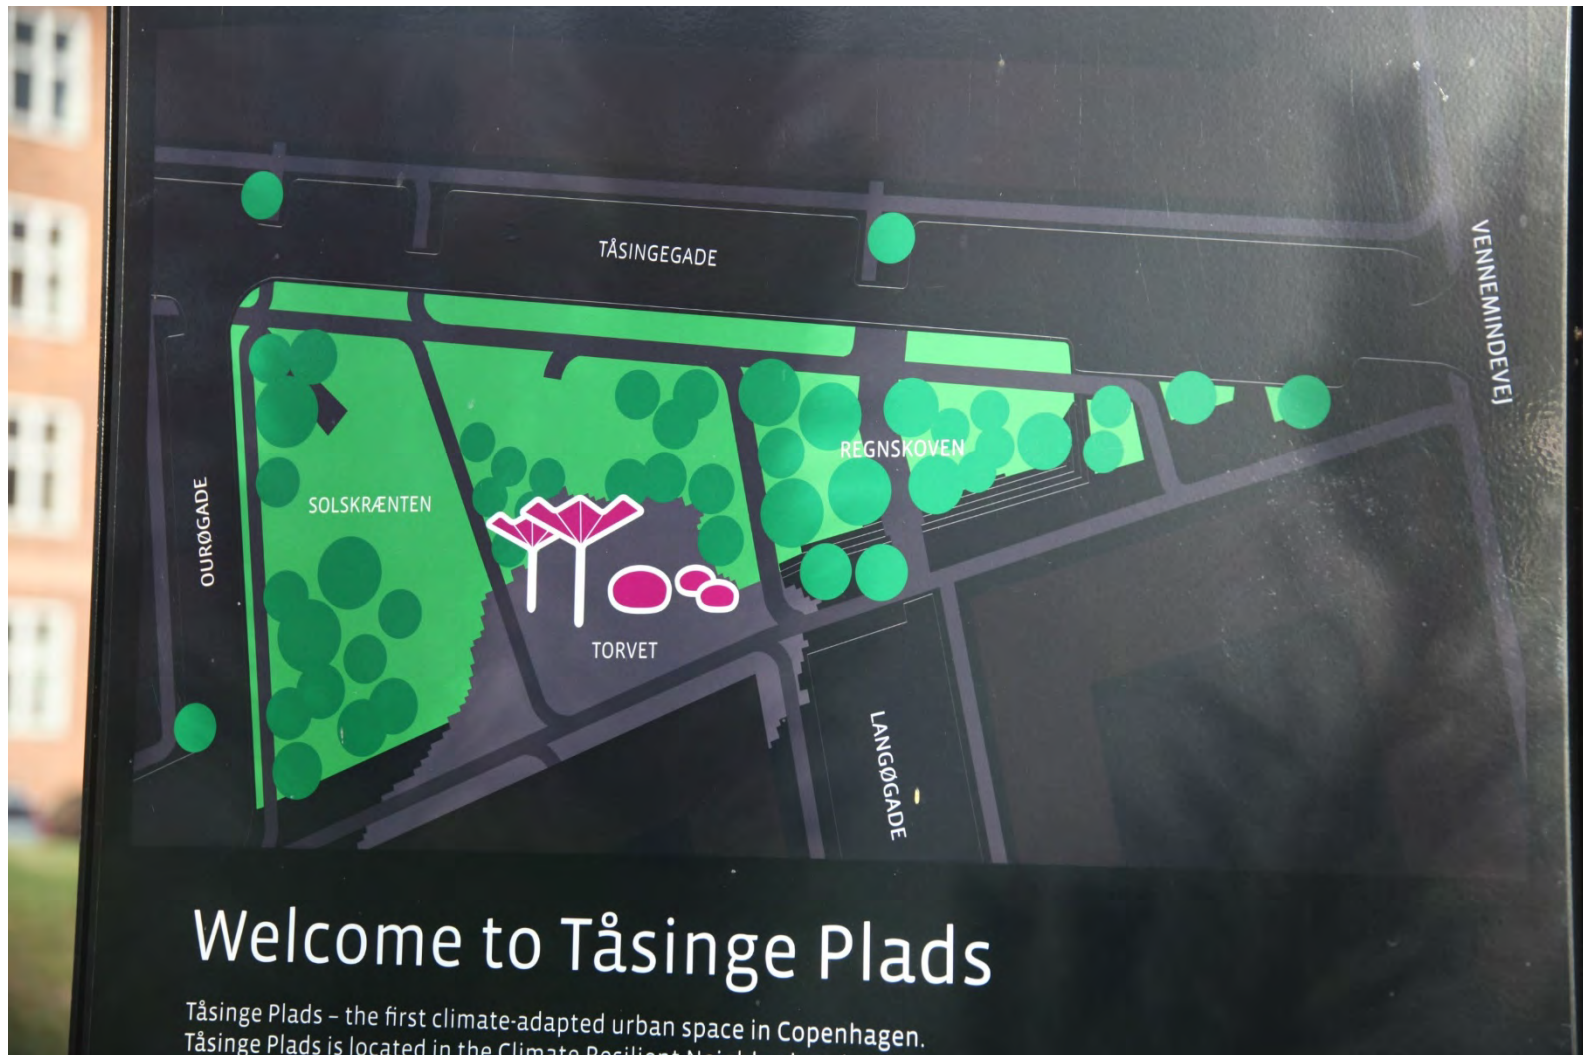 TÅSINGEGADE
VENNEMINDEVEJ
REGNSKOVEN
SOLSKRÆNTEN
OURØGADE
TORVET
LANGØGADE
Welcome to Tåsinge Plads
Tåsinge Plads – the first climate-adapted urban space in Copenhagen.
Tåsinge Plads is located in the Climate Resilient